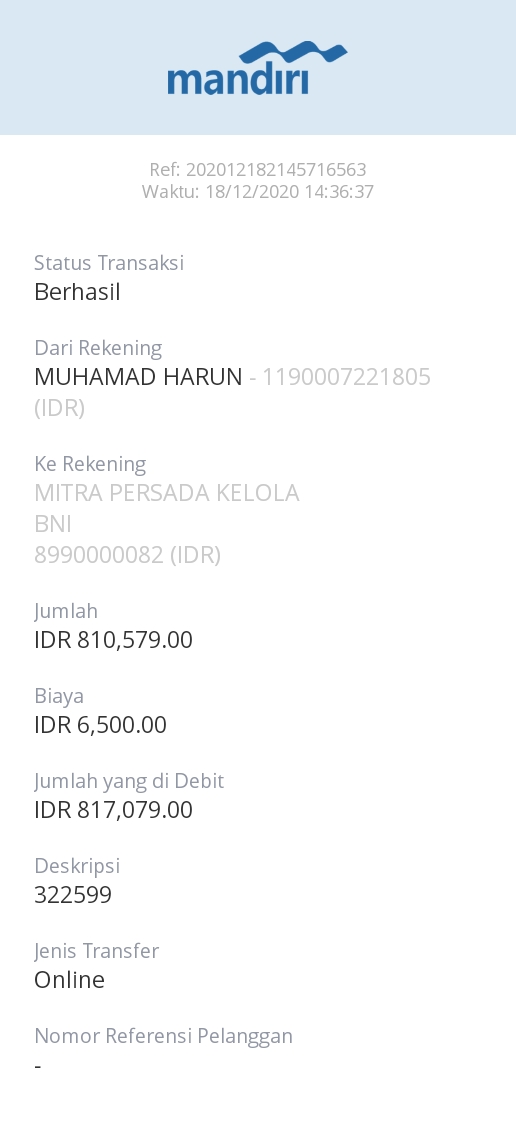 mandiri
Ref: 202012182145716563
Waktu: 18/12/2020 14:36:37
Status Transaksi
Berhasil
Dari Rekening
MUHAMAD HARUN - 1190007221805
(IDR)
Ke Rekening
MITRA PERSADA KELOLA
BNI
8990000082 (IDR)
Jumlah
IDR 810,579.00
Biaya
IDR 6,500.00
Jumlah yang di Debit
IDR 817,079.00
Deskripsi
322599
Jenis Transfer
Online
Nomor Referensi Pelanggan
-